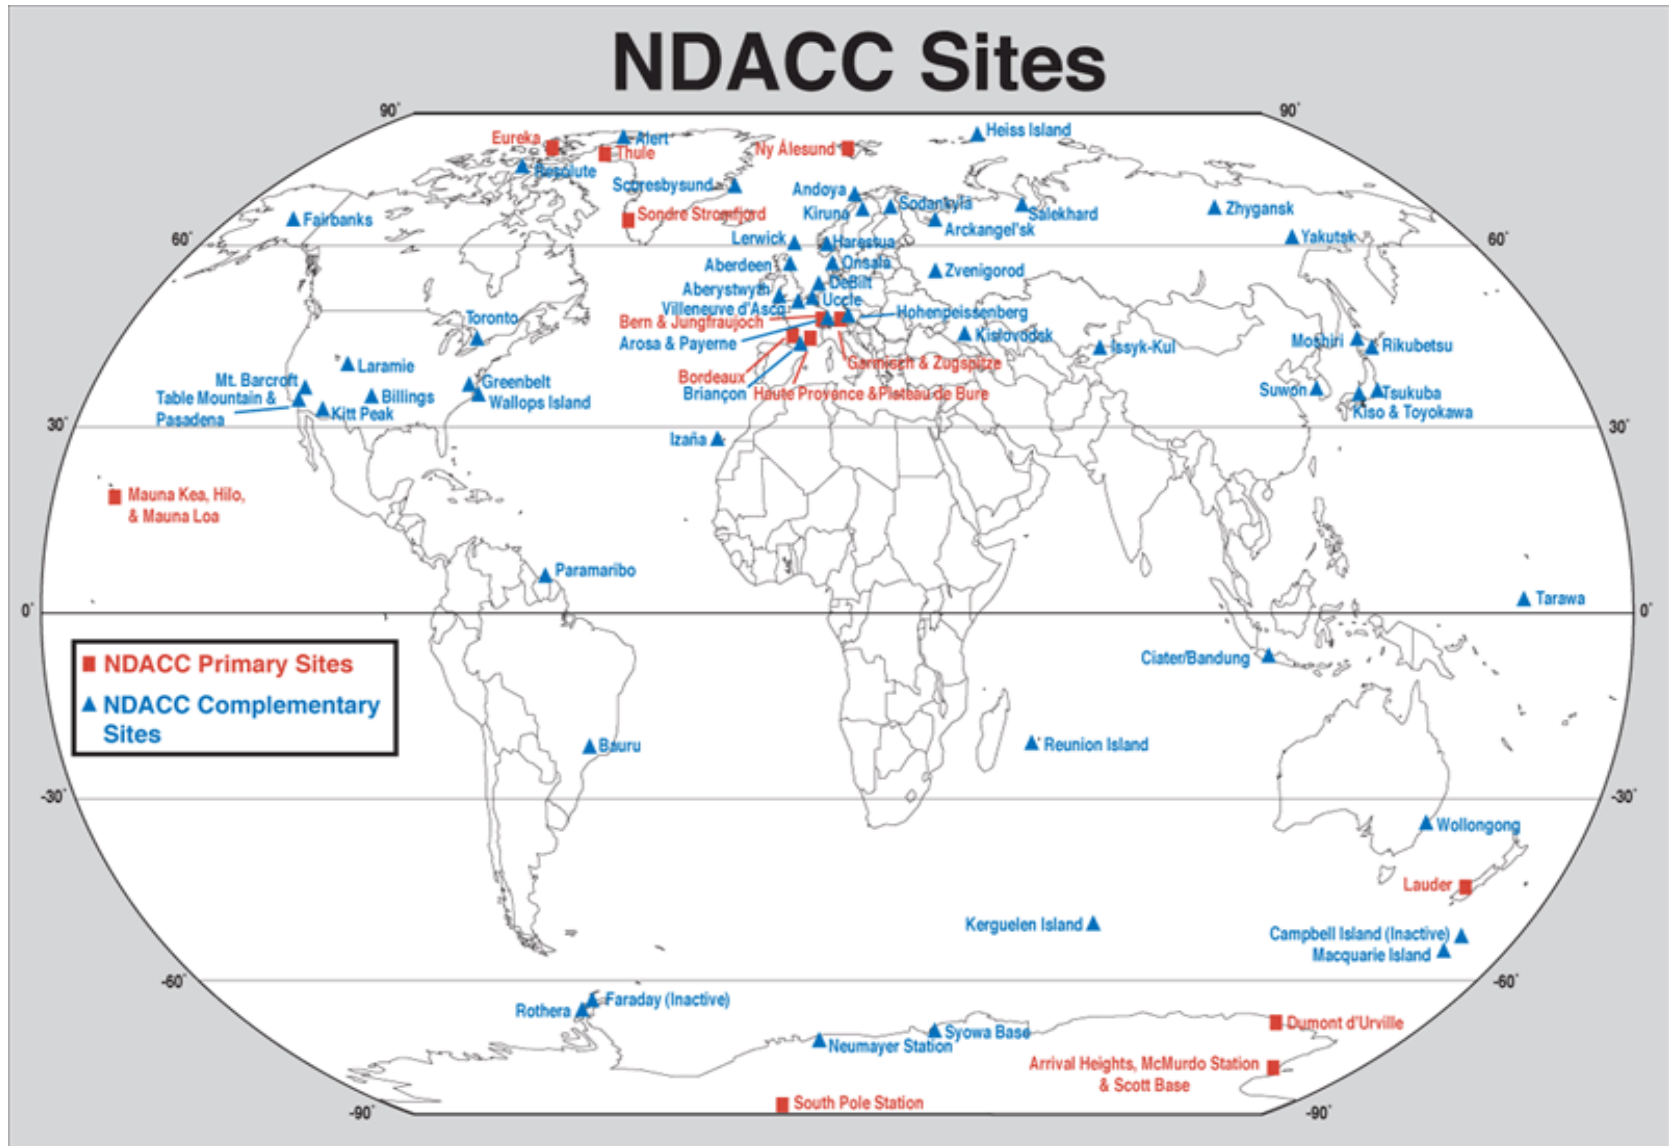 NDACC Sites
90°
90°
Eureka
Alert
Thule
Ny Álesund
Heiss Island
Resolute
Scoresbysund
Andoya
Kiruna
Sodankyla
Salekhard
Zhygansk
Fairbanks
Sondre Stromfjord
Arckangel'sk
60°
60°
Lerwick
Harestua
Yakutsk
Aberdeen
Onsala
Zvenigorod
Aberystwyth
DeBilt
Villeneuve d'Ascq
Uccle
Hohenpeissenberg
Toronto
Bern & Jungfraujoch
Arosa & Payerne
Kislovodsk
Issyk-Kul
Moshiri
Rikubetsu
Laramie
Garmisch & Zugspitze
Mt. Barcroft
Greenbelt
Bordeaux
Table Mountain &
Pasadena
Billings
Wallops Island
Briançon
Haute Provence &Plateau de Bure
Suwon
Tsukuba
Kitt Peak
Kiso & Toyokawa
30°
30°
Izaña
Mauna Kea, Hilo,
& Mauna Loa
Paramaribo
Tarawa
0°
0°
NDACC Primary Sites
NDACC Complementary
Sites
Ciater/Bandung
Bauru
Reunion Island
-30°
-30°
Wollongong
Lauder
Kerguelen Island
Campbell Island (Inactive)
Macquarie Island
-60°
-60°
Faraday (Inactive)
Rothera
Neumayer Station
Syowa Base
Dumont d'Urville
Arrival Heights, McMurdo Station
& Scott Base
South Pole Station
-90°
-90°